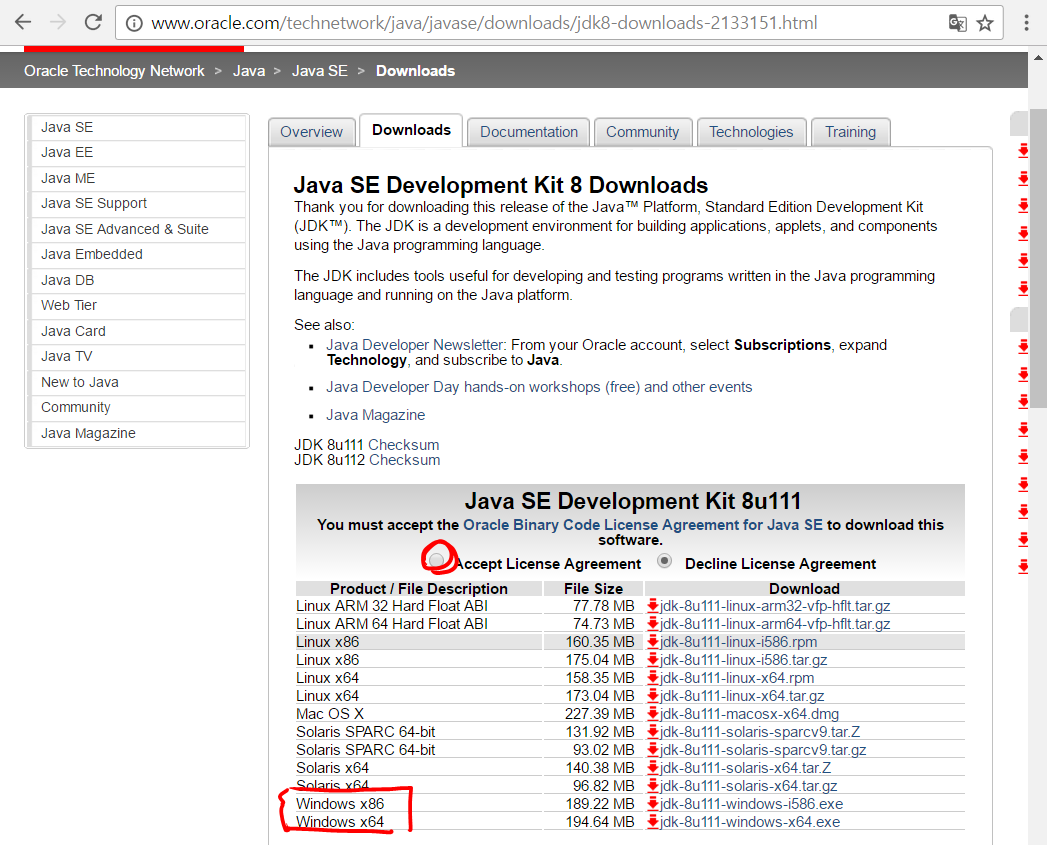 www.oracle.com/technetwork/java/javase/downloads/jdk8-downloads-2133151.html
Oracle Technology Network > Java > Java SE > Downloads
Java SE
Java EE
Java ME
Java SE Support
Java SE Advanced & Suite
Java Embedded
Java DB
Web Tier
Java Card
Java TV
New to Java
Community
Java Magazine
Overview Downloads Documentation Community Technologies Training
Java SE Development Kit 8 Downloads
Thank you for downloading this release of the Java™ Platform, Standard Edition Development Kit
(JDK™). The JDK is a development environment for building applications, applets, and components
using the Java programming language.
The JDK includes tools useful for developing and testing programs written in the Java programming
language and running on the Java platform.
See also:
Java Developer Newsletter: From your Oracle account, select Subscriptions, expand
Technology, and subscribe to Java.
Java Developer Day hands-on workshops (free) and other events
Java Magazine
JDK 8u111 Checksum
JDK 8u112 Checksum
Java SE Development Kit 8u111
You must accept the Oracle Binary Code License Agreement for Java SE to download this
software.
Accept License Agreement Decline License Agreement
Product / File Description File Size Download
Linux ARM 32 Hard Float ABI 77.78 MB jdk-8u111-linux-arm32-vfp-hflt.tar.gz
Linux ARM 64 Hard Float ABI 74.73 MB jdk-8u111-linux-arm64-vfp-hflt.tar.gz
Linux x86 160.35 MB jdk-8u111-linux-i586.rpm
Linux x86 175.04 MB jdk-8u111-linux-i586.tar.gz
Linux x64 158.35 MB jdk-8u111-linux-x64.rpm
Linux x64 173.04 MB jdk-8u111-linux-x64.tar.gz
Mac OS X 227.39 MB jdk-8u111-macosx-x64.dmg
Solaris SPARC 64-bit 131.92 MB jdk-8u111-solaris-sparcv9.tar.Z
Solaris SPARC 64-bit 93.02 MB jdk-8u111-solaris-sparcv9.tar.gz
Solaris x64 140.38 MB jdk-8u111-solaris-x64.tar.Z
Solaris x64 96.82 MB jdk-8u111-solaris-x64.tar.gz
Windows x86 189.22 MB jdk-8u111-windows-i586.exe
Windows x64 194.64 MB jdk-8u111-windows-x64.exe